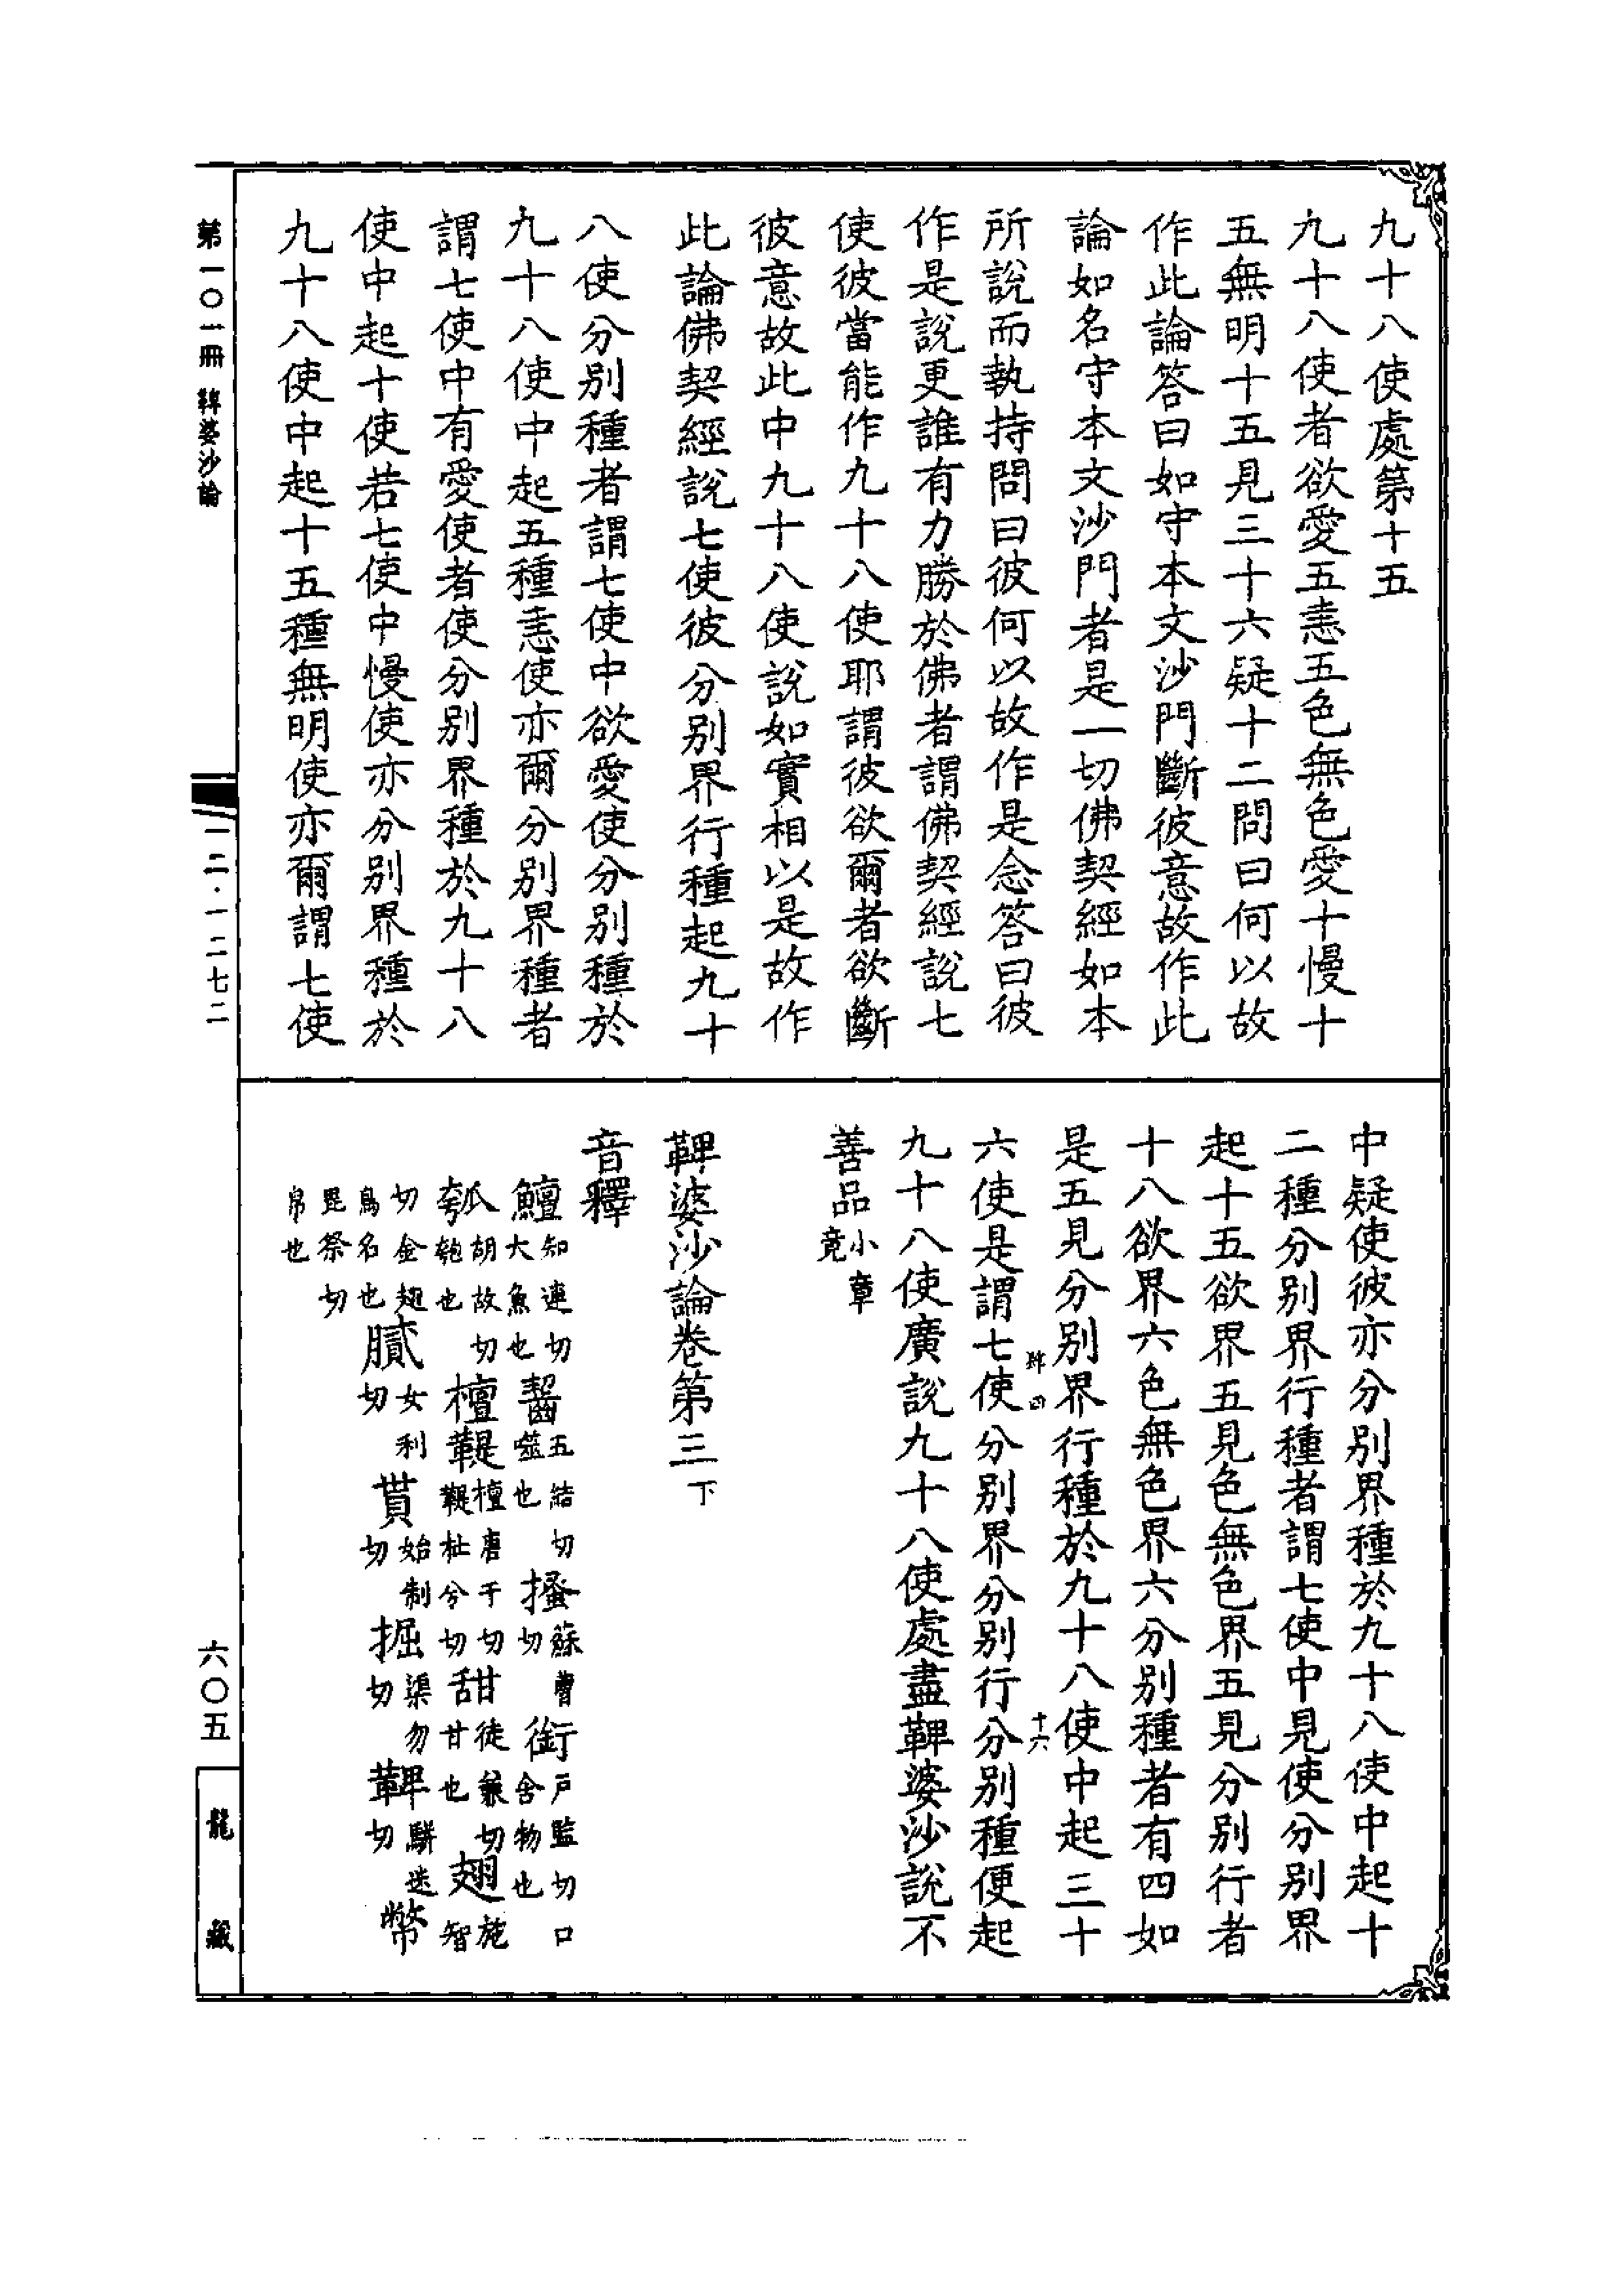 九十八使處第十五
九十八使者欲愛五恚五色無色愛十慢十
五無明十五見三十六疑十二問曰何以故
作此論答曰如守本文沙門斷彼意故作此
論如名守本文沙門者是一切佛契經如本
所說而執持問曰彼何以故作是念答曰彼
作是說更誰有力勝於佛者謂佛契經說七
使彼當能作九十八使耶謂彼欲爾者欲斷
彼意故此中九十八使說如實相以是故作
此論佛契經說七使彼分別界行種起九十
八使分別種者謂七使中欲愛使分別種於
九十八使中起五種恚使亦爾分別界種者
謂七使中有愛使者使分別界種於九十八
使中起十使若七使中慢使亦分別界種於
九十八使中起十五種無明使亦爾謂七使
中疑使彼亦分別界種於九十八使中起十
二種分別界行種者謂七使中見使分別界
起十五欲界五見色無色界五見分別行者
十八欲界六色無色界六分別種者有四如
是五見分別界行種於九十八使中起三十
六使是謂七使分別界分別行分別種便起
九十八使廣說九十八使處盡鞞婆沙說不
善品小章竟
鞞婆沙論卷第三下
音釋
鱣知連切大魚也 齧五結切噬也 搔蘇曹切 銜戶監切口含物也
瓠胡故切瓠匏也 檀鞮檀唐干切鞮杜兮切 甜徒兼切甘也 翅施智
切金翅鳥名也 膩女利切 貰始制切 掘渠勿切 鞞駢迷切 幣
毘祭切帛也
第一〇一冊 鞞婆沙論
一二·一二七二
六〇五
龍藏